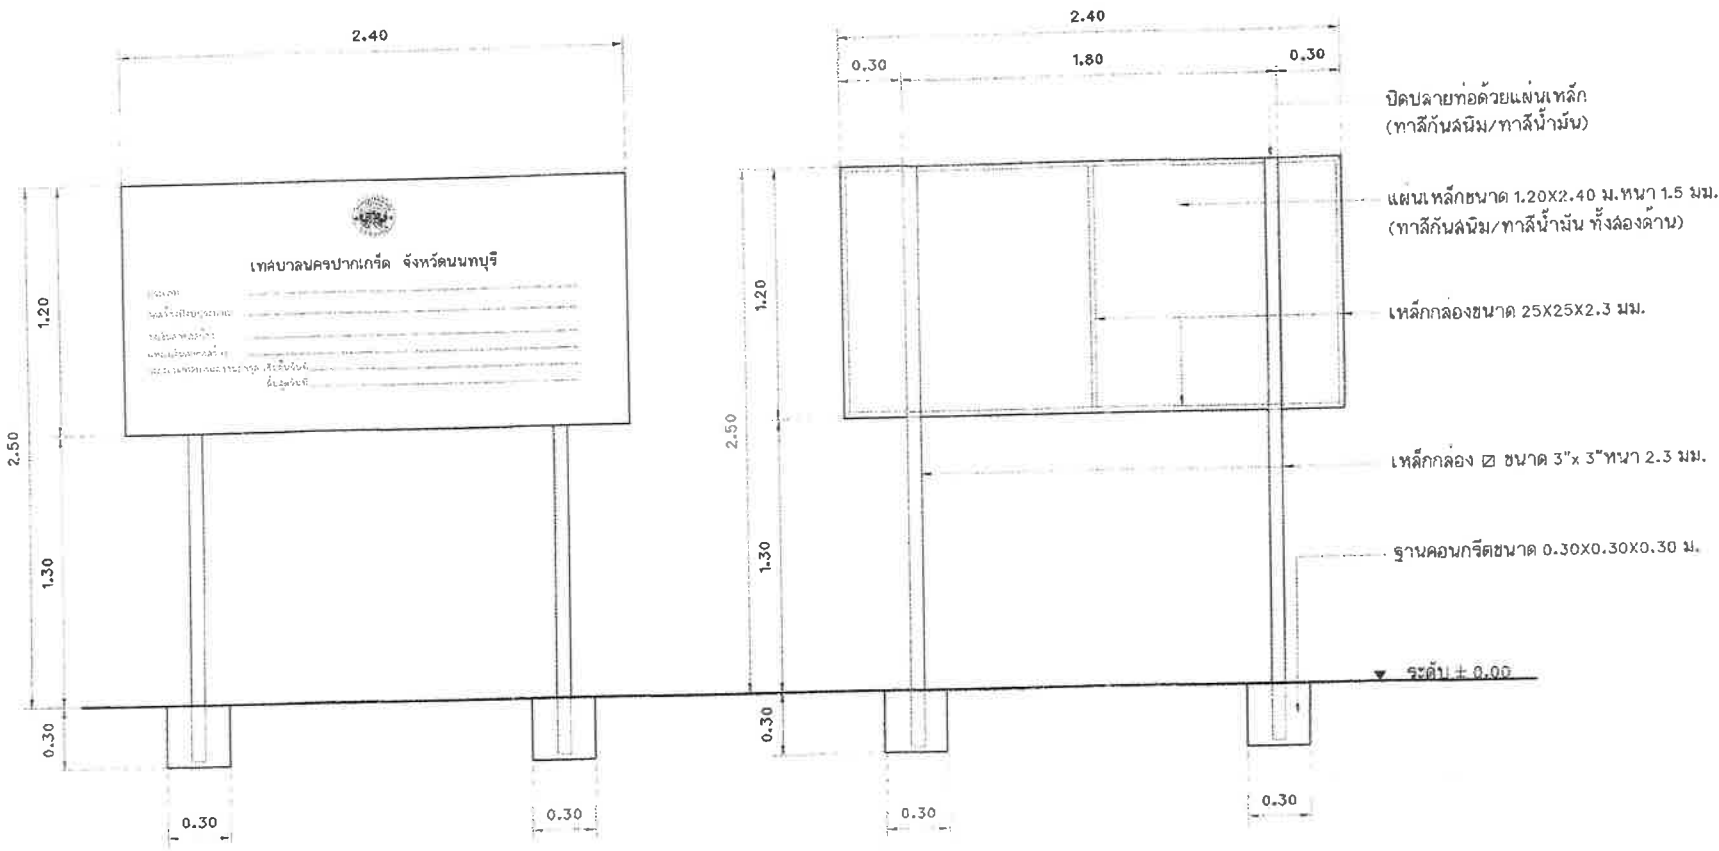 2.40
2.40
0.30
1.80
0.30
ปิดปลายท่อด้วยแผ่นเหล็ก
(ทาสีกันสนิม/ทาสีน้ำมัน)
แผ่นเหล็กขนาด 1.20X2.40 ม.หนา 1.5 มม.
(ทาสีกันสนิม/ทาสีน้ำมัน ทั้งสองด้าน)
เทศบาลนครปากเกร็ด จังหวัดนนทบุรี
1.20
2.50
1.30
0.30
1.20
2.50
1.30
0.30
เหล็กกล่องขนาด 25X25X2.3 มม.
เหล็กกล่อง ขนาด 3"x 3"หนา 2.3 มม.
ฐานคอนกรีตขนาด 0.30X0.30X0.30 ม.
ระดับ ± 0.00
0.30
0.30
0.30
0.30